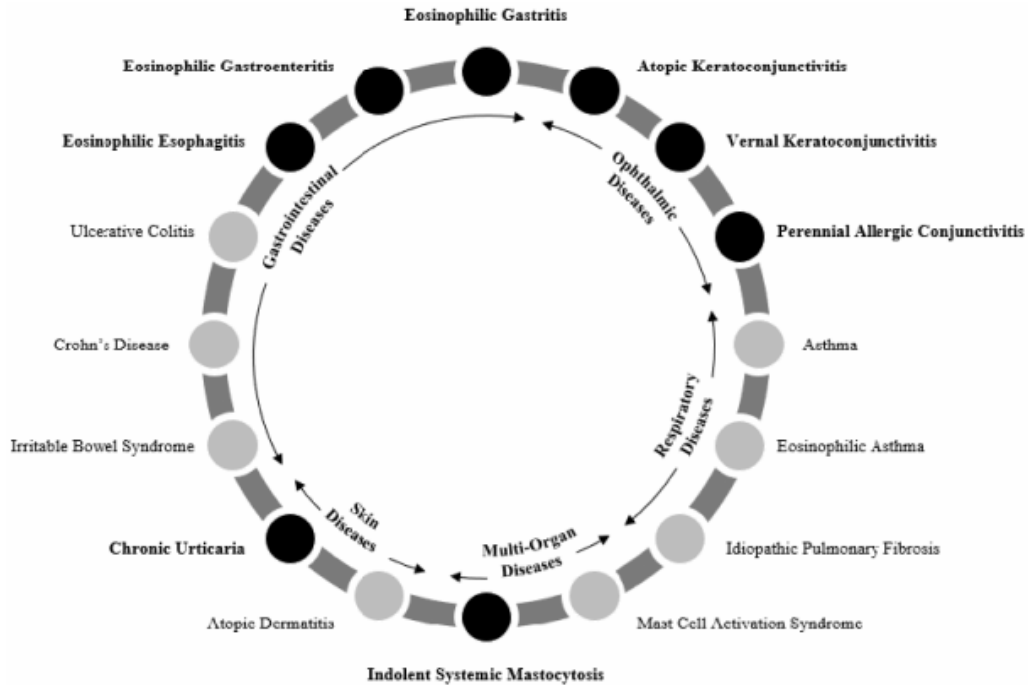 Eosinophilic Gastritis
Eosinophilic Gastroenteritis
Atopic Keratoconjunctivitis
Eosinophilic Esophagitis
Vernal Keratoconjunctivitis
Ulcerative Colitis
Perennial Allergic Conjunctivitis
Crohn's Disease
Asthma
Irritable Bowel Syndrome
Eosinophilic Asthma
Chronic Urticaria
Idiopathic Pulmonary Fibrosis
Atopic Dermatitis
Mast Cell Activation Syndrome
Indolent Systemic Mastocytosis
Gastrointestinal
Diseases
Ophthalmic
Diseases
Respiratory
Diseases
Skin
Diseases
Multi-Organ
Diseases